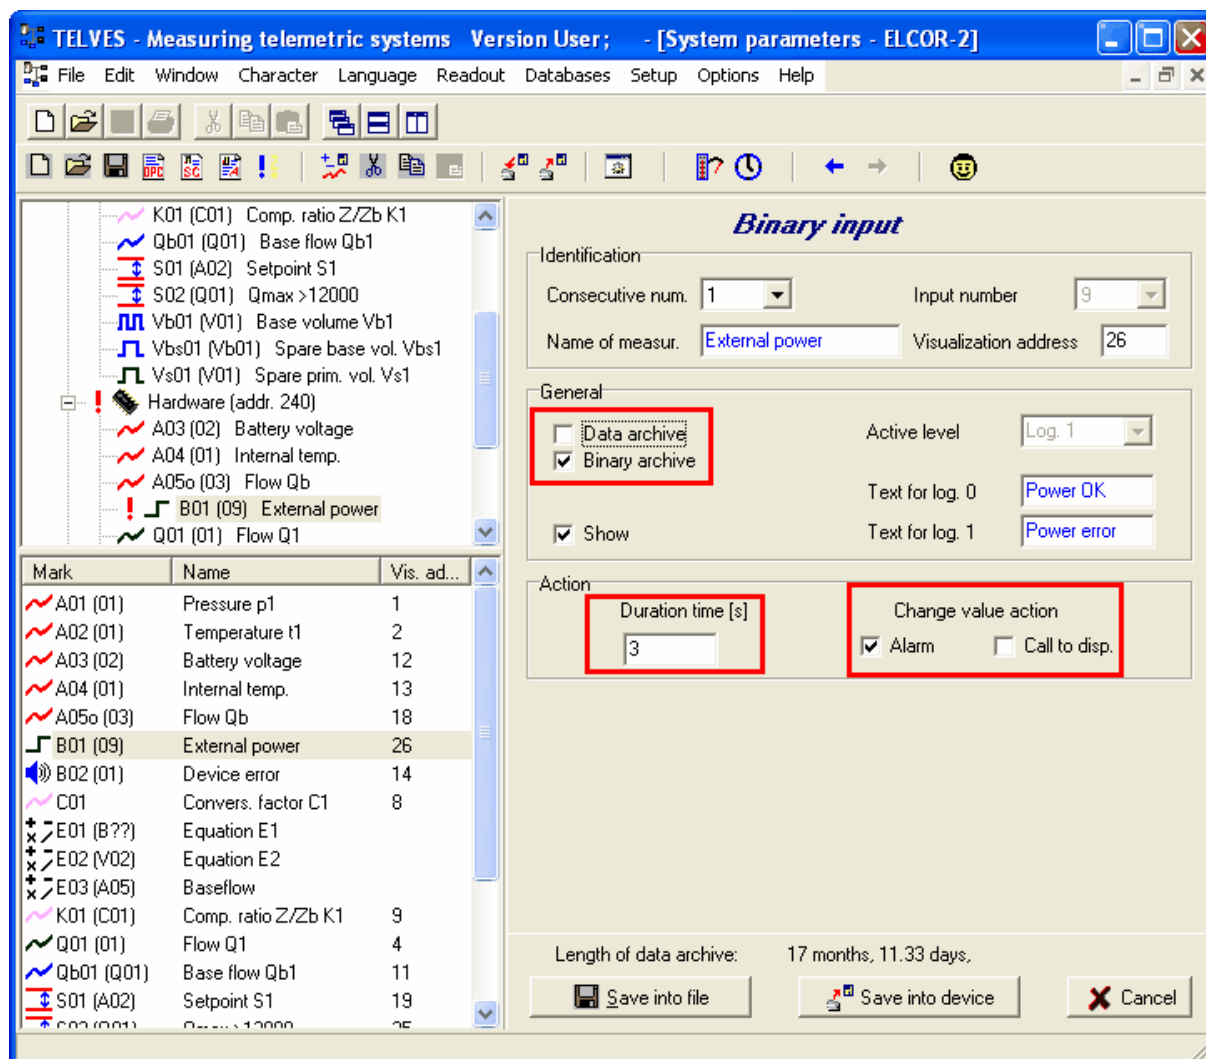 TELVES - Measuring telemetric systems   Version User;     - [System parameters - ELCOR-2]
File Edit Window Character Language Readout Databases Setup Options Help
K01 (C01) Comp. ratio Z/Zb K1
Qb01 (Q01) Base flow Qb1
S01 (A02) Setpoint S1
S02 (Q01) Qmax >12000
Vb01 (V01) Base volume Vb1
Vbs01 (Vb01) Spare base vol. Vbs1
Vs01 (V01) Spare prim. vol. Vs1
Hardware (addr. 240)
A03 (02) Battery voltage
A04 (01) Internal temp.
A05o (03) Flow Qb
B01 (09) External power
Q01 (01) Flow Q1
Mark Name Vis. ad...
A01 (01) Pressure p1 1
A02 (01) Temperature t1 2
A03 (02) Battery voltage 12
A04 (01) Internal temp. 13
A05o (03) Flow Qb 18
B01 (09) External power 26
B02 (01) Device error 14
C01 Convers. factor C1 8
E01 (B??) Equation E1
E02 (V02) Equation E2
E03 (A05) Baseflow
K01 (C01) Comp. ratio Z/Zb K1 9
Q01 (01) Flow Q1 4
Qb01 (Q01) Base flow Qb1 11
S01 (A02) Setpoint S1 19
Binary input
Identification
Consecutive num. 1 Input number 9
Name of measur. External power Visualization address 26
General
Data archive Active level Log. 1
Binary archive
Text for log. 0 Power OK
Show Text for log. 1 Power error
Action
Duration time [s] Change value action
3 Alarm Call to disp.
Length of data archive: 17 months, 11.33 days,
Save into file Save into device Cancel